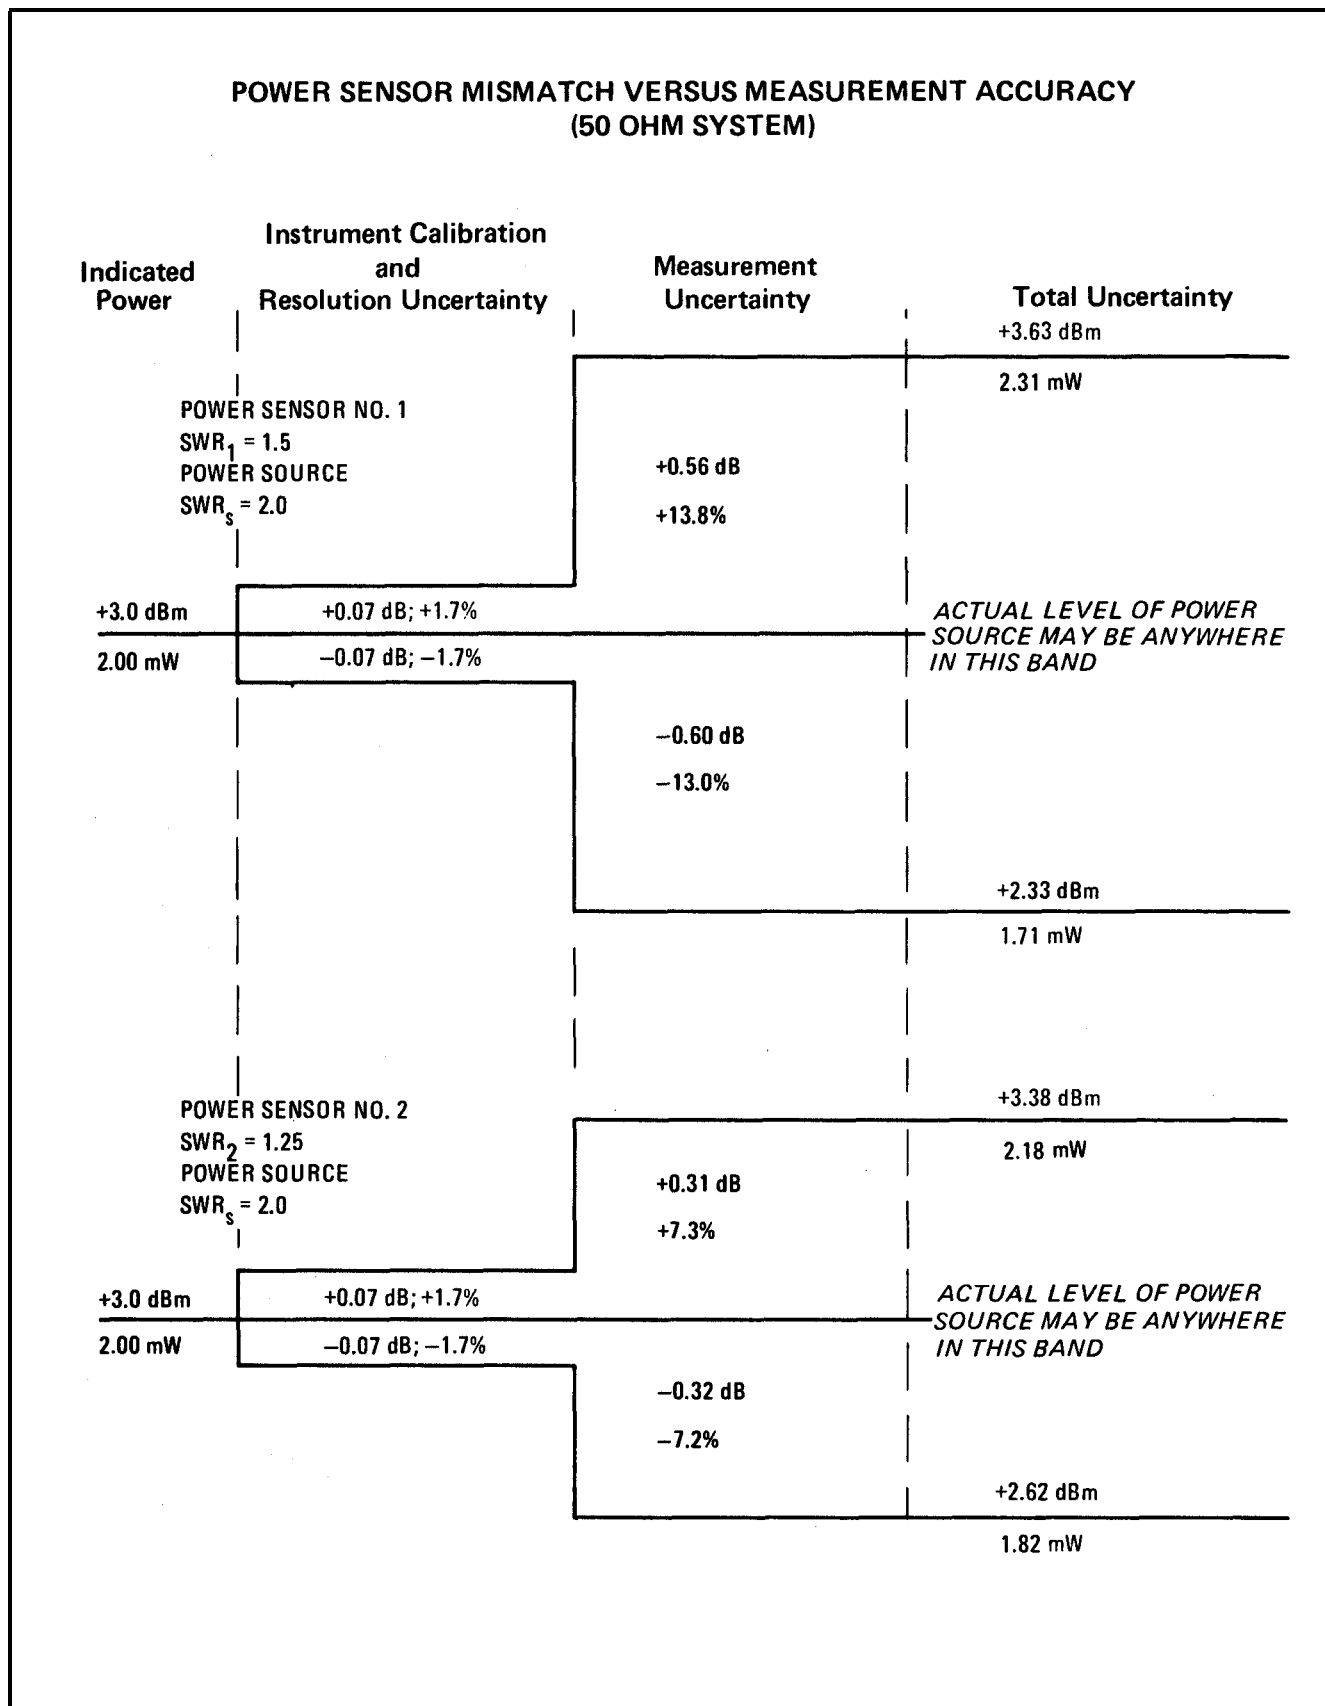 POWER SENSOR MISMATCH VERSUS MEASUREMENT ACCURACY
(50 OHM SYSTEM)
Indicated
Power
Instrument Calibration
and
Resolution Uncertainty
Measurement
Uncertainty
Total Uncertainty
+3.63 dBm
2.31 mW
POWER SENSOR NO. 1
SWR1 = 1.5
POWER SOURCE
SWRs = 2.0
+0.56 dB
+13.8%
+3.0 dBm
2.00 mW
+0.07 dB; +1.7%
−0.07 dB; −1.7%
ACTUAL LEVEL OF POWER
SOURCE MAY BE ANYWHERE
IN THIS BAND
−0.60 dB
−13.0%
+2.33 dBm
1.71 mW
POWER SENSOR NO. 2
SWR2 = 1.25
POWER SOURCE
SWRs = 2.0
+3.38 dBm
2.18 mW
+0.31 dB
+7.3%
+3.0 dBm
2.00 mW
+0.07 dB; +1.7%
−0.07 dB; −1.7%
ACTUAL LEVEL OF POWER
SOURCE MAY BE ANYWHERE
IN THIS BAND
−0.32 dB
−7.2%
+2.62 dBm
1.82 mW